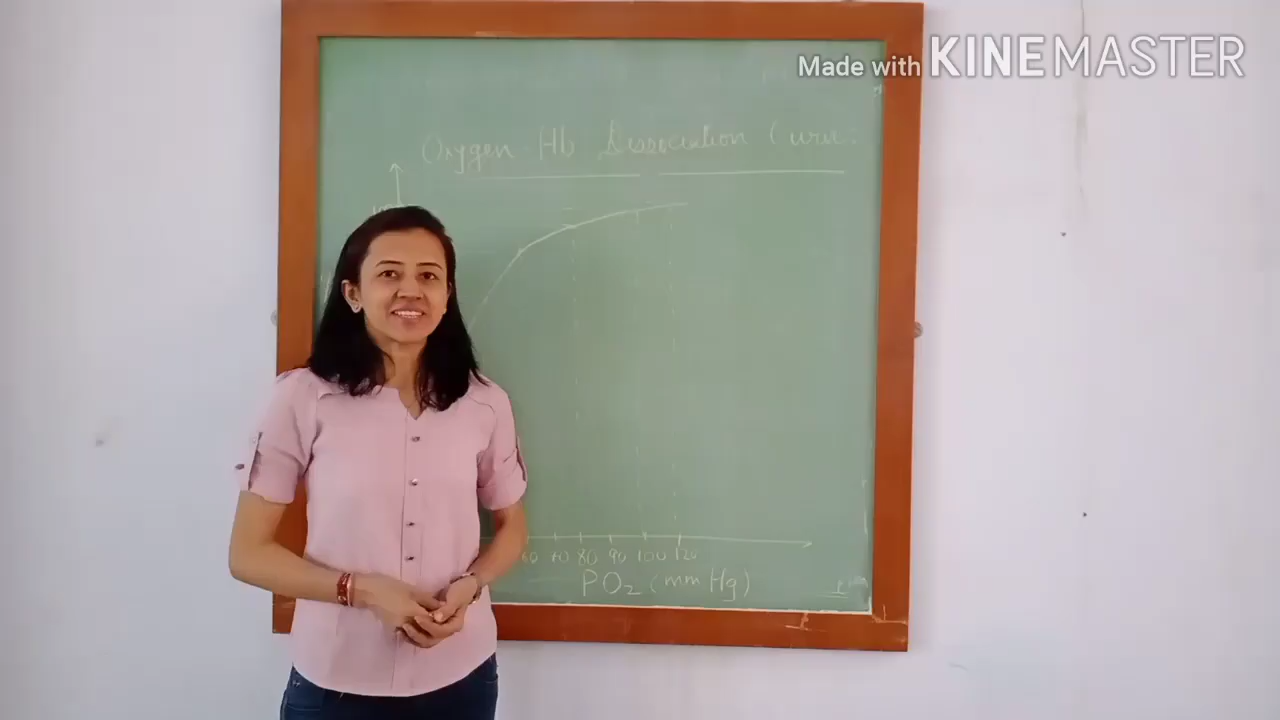 Made with KINEMASTER
Oxygen-Hb Dissociation Curve:
60 70 80 90 100 120
PO₂ (mm Hg)